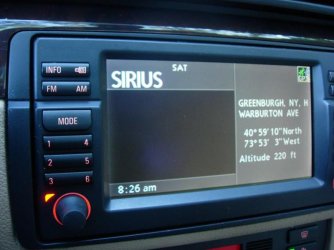 SAT
SIRIUS
INFO
FM AM
MODE
1 4
2 5
3 6
GREENBURGH, NY, H
WARBURTON AVE
40°59'10"North
73°53' 3"West
Altitude 220 ft
8:26 am